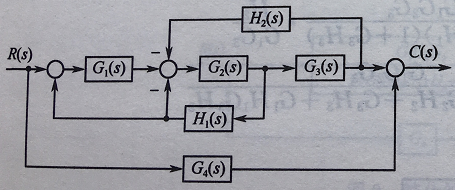 H₂(s)
R(s)
G₁(s)
G₂(s)
G₃(s)
C(s)
−
−
H₁(s)
G₄(s)